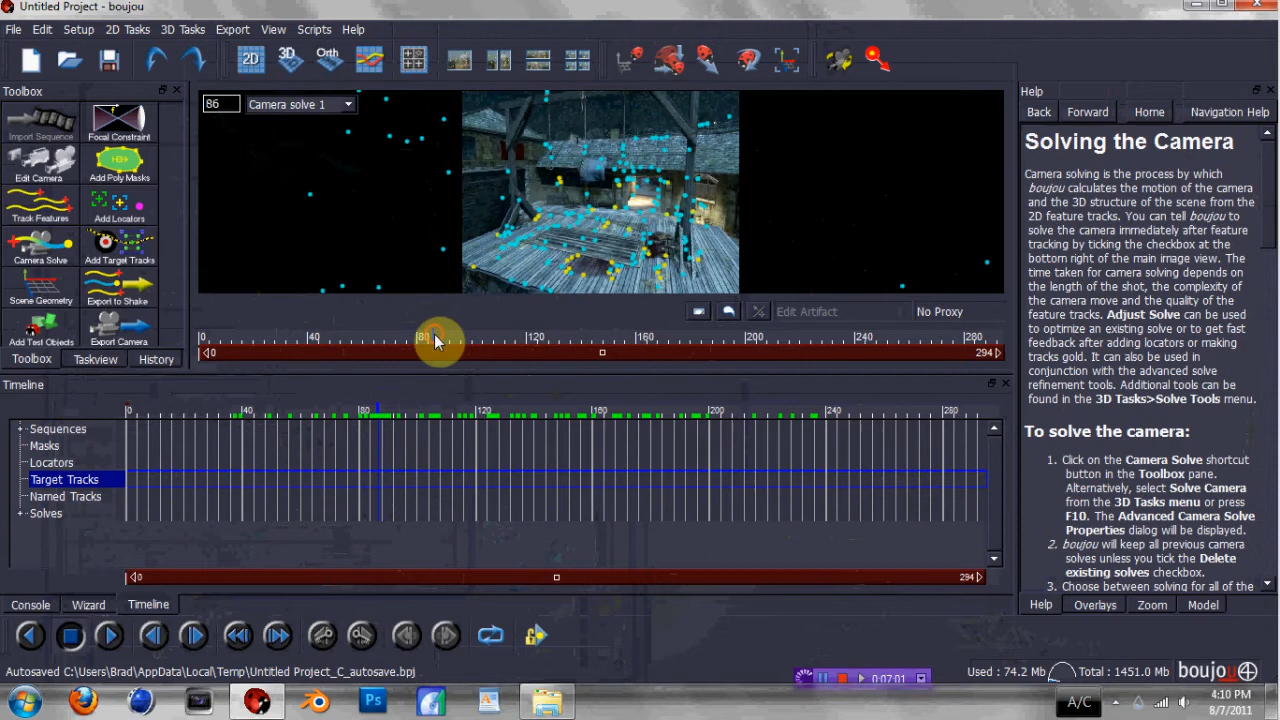 Untitled Project - boujou
File Edit Setup 2D Tasks 3D Tasks Export View Scripts Help
2D 3D Orth
Toolbox
Import Sequence Focal Constraint
Edit Camera Add Poly Masks
Track Features Add Locators
Camera Solve Add Target Tracks
Scene Geometry Export to Shake
Add Test Objects Export Camera
Toolbox Taskview History
86 Camera solve 1
Edit Artifact No Proxy
0 40 80 120 160 200 240 280
0 294
Timeline
0 40 80 120 160 200 240 280
Sequences
Masks
Locators
Target Tracks
Named Tracks
Solves
0 294
Console Wizard Timeline
Help
Back Forward Home Navigation Help
Solving the Camera
Camera solving is the process by which
boujou calculates the motion of the camera
and the 3D structure of the scene from the
2D feature tracks. You can tell boujou to
solve the camera immediately after feature
tracking by ticking the checkbox at the
bottom right of the main image view. The
time taken for camera solving depends on
the length of the shot, the complexity of
the camera move and the quality of the
feature tracks. Adjust Solve can be used
to optimize an existing solve or to get fast
feedback after adding locators or making
tracks gold. It can also be used in
conjunction with the advanced solve
refinement tools. Additional tools can be
found in the 3D Tasks>Solve Tools menu.
To solve the camera:
1. Click on the Camera Solve shortcut
button in the Toolbox pane.
Alternatively, select Solve Camera
from the 3D Tasks menu or press
F10. The Advanced Camera Solve
Properties dialog will be displayed.
2. boujou will keep all previous camera
solves unless you tick the Delete
existing solves checkbox.
3. Choose between solving for all of the
Help Overlays Zoom Model
Autosaved C:\Users\Brad\AppData\Local\Temp\Untitled Project_C_autosave.bpj
0:07:01
Used : 74.2 Mb Total : 1451.0 Mb boujou
Ps
A/C
4:10 PM
8/7/2011